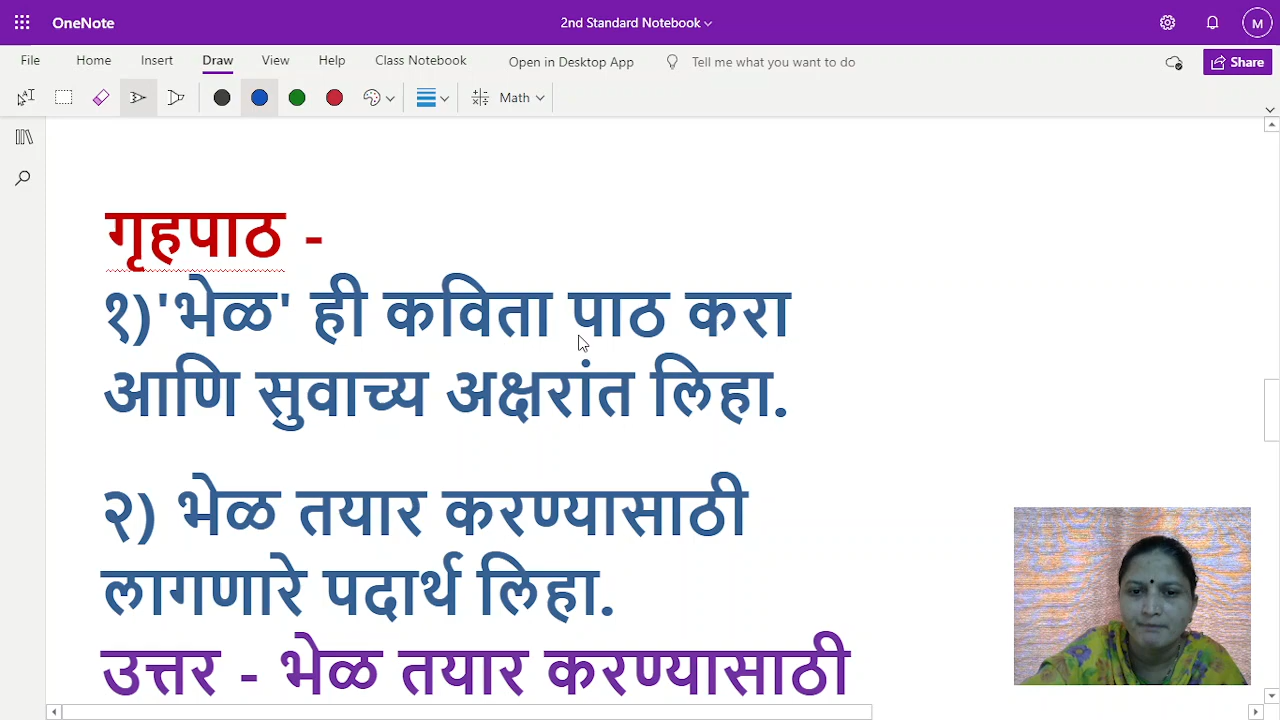 OneNote
2nd Standard Notebook
M
File Home Insert Draw View Help Class Notebook Open in Desktop App Tell me what you want to do Share
Math
गृहपाठ -
१)'भेळ' ही कविता पाठ करा
आणि सुवाच्य अक्षरांत लिहा.
२) भेळ तयार करण्यासाठी
लागणारे पदार्थ लिहा.
उत्तर - भेळ तयार करण्यासाठी